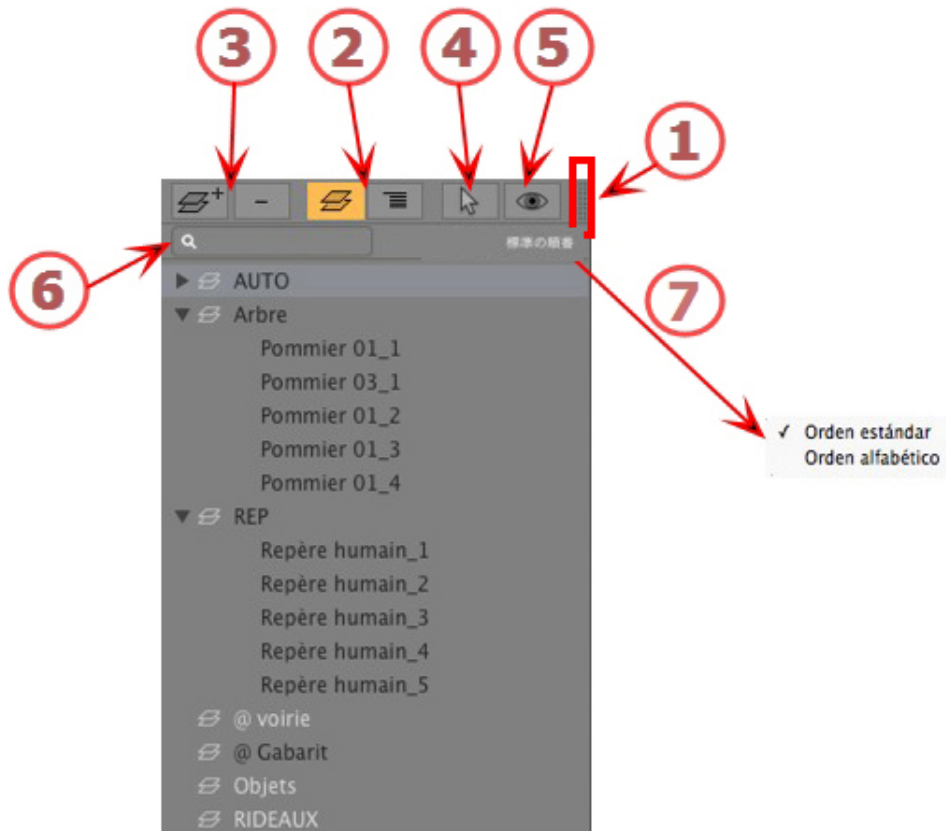 3 2 4 5
1
+ -
標準の順番
6
AUTO
7
Arbre
Pommier 01_1
Pommier 03_1
Pommier 01_2
✓ Orden estándar
Pommier 01_3
Orden alfabético
Pommier 01_4
REP
Repère humain_1
Repère humain_2
Repère humain_3
Repère humain_4
Repère humain_5
@ voirie
@ Gabarit
Objets
RIDEAUX